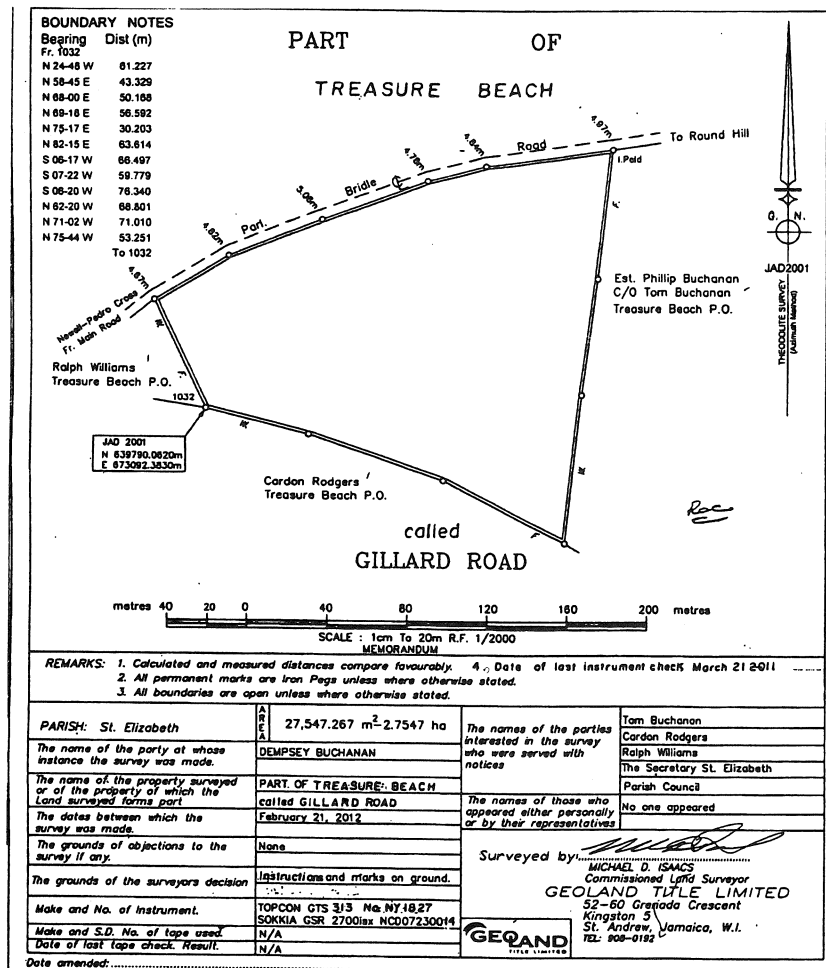 BOUNDARY NOTES
Bearing Dist (m)
Fr. 1032
N 24-48 W 61.227
N 58-45 E 43.329
N 68-00 E 50.168
N 69-16 E 56.592
N 75-17 E 30.203
N 82-15 E 63.614
S 06-17 W 66.497
S 07-22 W 59.779
S 06-20 W 76.340
N 62-20 W 68.801
N 71-02 W 71.010
N 75-44 W 53.251
To 1032
PART OF
TREASURE BEACH
4.97m
To Round Hill
Road
4.84m
4.78m
I.Pald
Bridle
5.06m
Parl.
4.82m
F.
4.67m
Newell-Pedro Cross
Fr. Main Road
G. N.
JAD2001
THEODOLITE SURVEY
(Azimuth Method)
Est. Phillip Buchanan
C/O Tom Buchanan
Treasure Beach P.O.
Ralph Williams
Treasure Beach P.O.
F
1032
JAD 2001
N 639790.0620m
E 673092.3830m
Cardon Rodgers
Treasure Beach P.O.
F
called
GILLARD ROAD
metres 40 20 0 40 80 120 160 200 metres
SCALE : 1cm To 20m R.F. 1/2000
MEMORANDUM
REMARKS: 1. Calculated and measured distances compare favourably. 4. Date of last instrument check March 21 2011
2. All permanent marks are Iron Pegs unless where otherwise stated.
3. All boundaries are open unless where otherwise stated.
PARISH: St. Elizabeth
AREA
27,547.267 m²-2.7547 ha
The names of the parties interested in the survey who were served with notices
Tom Buchanan
Cardon Rodgers
Ralph Williams
The Secretary St. Elizabeth
Parish Council
The name of the party at whose instance the survey was made.
DEMPSEY BUCHANAN
The name of the property surveyed or of the property of which the Land surveyed forms part
PART OF TREASURE BEACH
called GILLARD ROAD
The names of those who appeared either personally or by their representatives
No one appeared
The dates between which the survey was made.
February 21, 2012
The grounds of objections to the survey if any.
None
The grounds of the surveyors decision
Instructions and marks on ground.
Make and No. of Instrument.
TOPCON GTS 313 No. NY 1827
SOKKIA GSR 2700isx NC007230014
Make and S.D. No. of tape used.
N/A
Date of last tape check. Result.
N/A
Surveyed by:
MICHAEL D. ISAACS
Commissioned Land Surveyor
GEOLAND TITLE LIMITED
52-60 Grenada Crescent
Kingston 5
St. Andrew, Jamaica, W.I.
TEL: 908-0192
GEOLAND
TITLE LIMITED
Date amended: